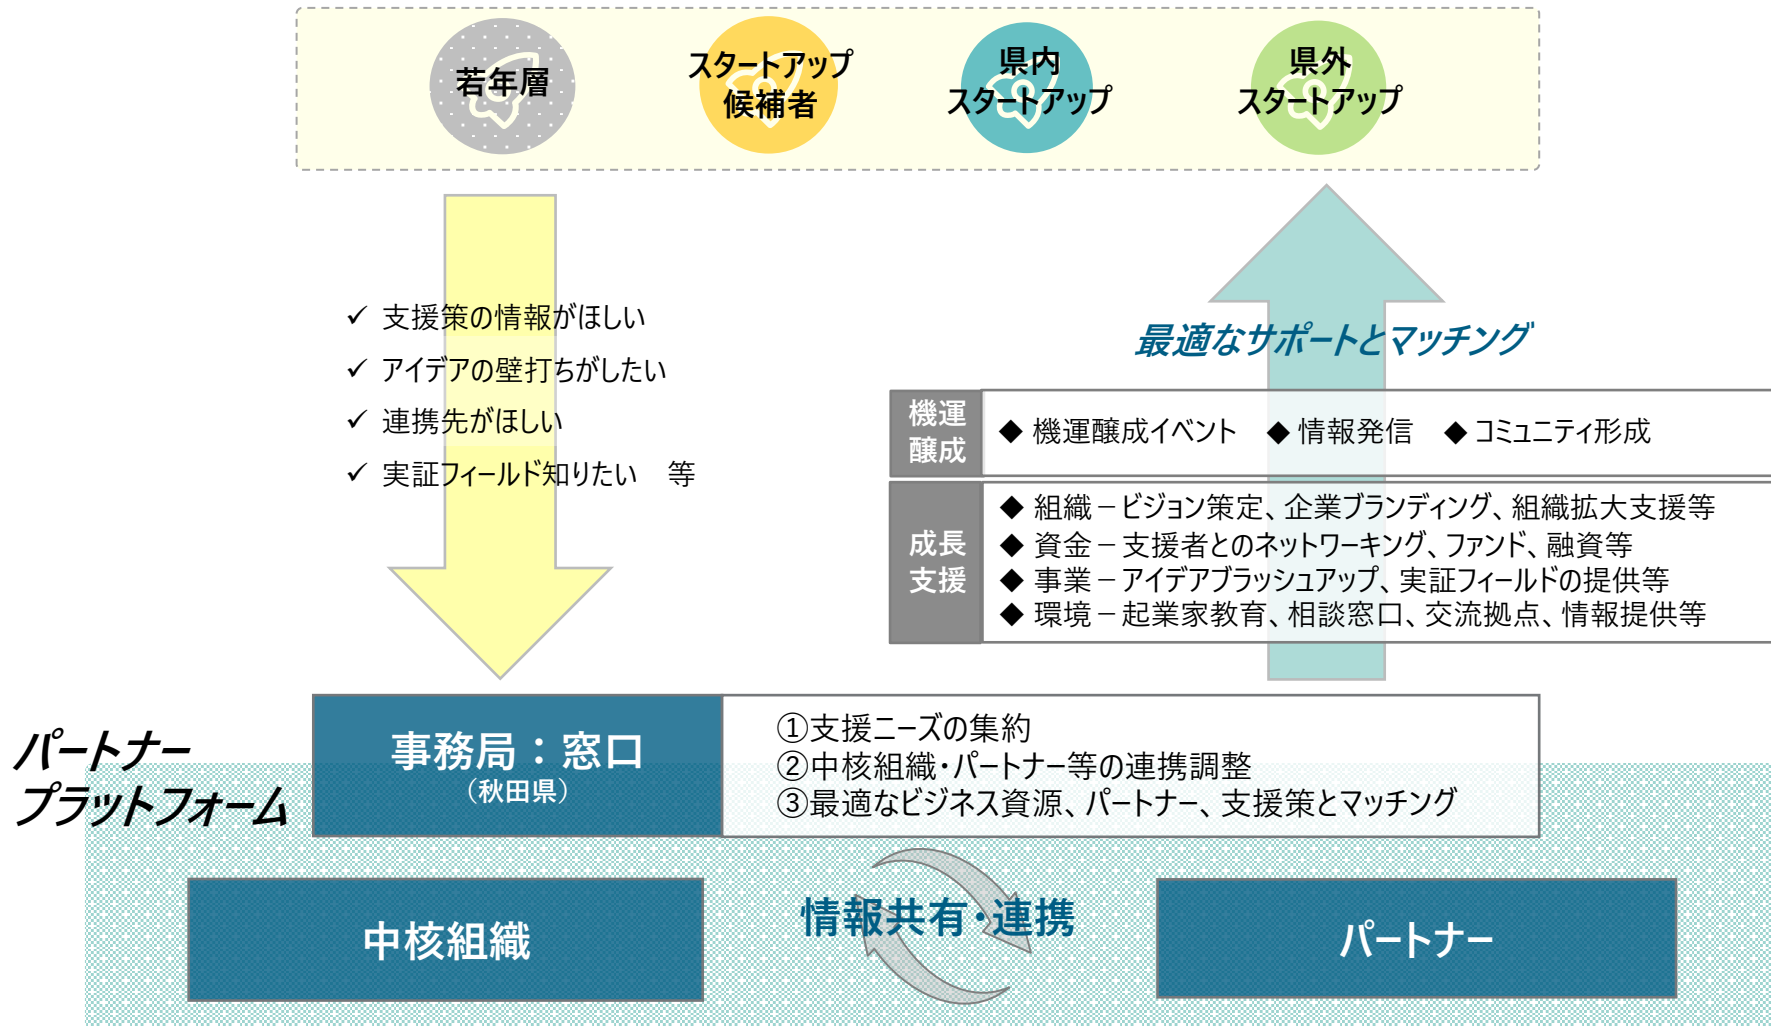 若年層
スタートアップ
候補者
県内
スタートアップ
県外
スタートアップ
✓ 支援策の情報がほしい
✓ アイデアの壁打ちがしたい
✓ 連携先がほしい
✓ 実証フィールド知りたい　等
最適なサポートとマッチング
機運
醸成
◆ 機運醸成イベント　◆ 情報発信　◆ コミュニティ形成
成長
支援
◆ 組織－ビジョン策定、企業ブランディング、組織拡大支援等
◆ 資金－支援者とのネットワーキング、ファンド、融資等
◆ 事業－アイデアブラッシュアップ、実証フィールドの提供等
◆ 環境－起業家教育、相談窓口、交流拠点、情報提供等
パートナー
プラットフォーム
事務局：窓口
（秋田県）
①支援ニーズの集約
②中核組織・パートナー等の連携調整
③最適なビジネス資源、パートナー、支援策とマッチング
中核組織
情報共有・連携
パートナー